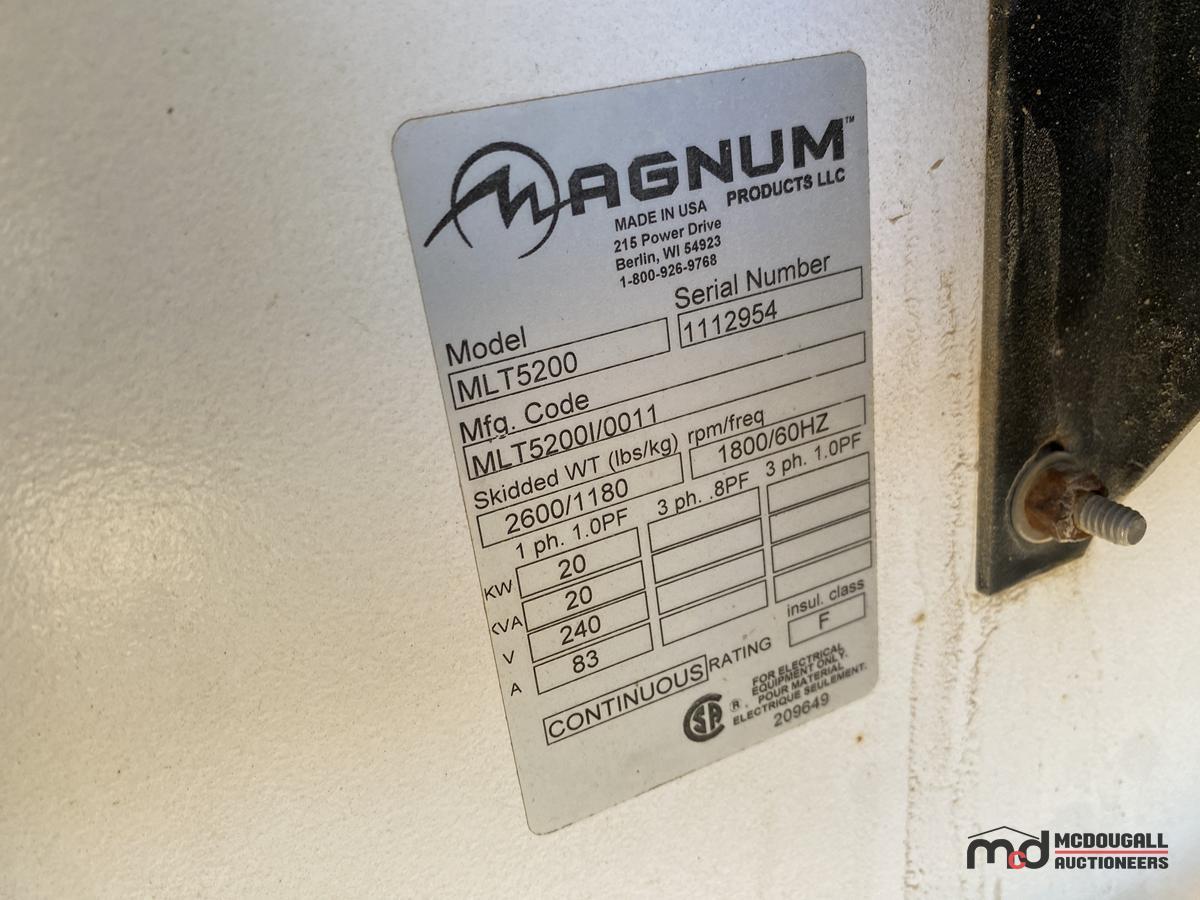 MAGNUM™
PRODUCTS LLC
MADE IN USA
215 Power Drive
Berlin, WI 54923
1-800-926-9768
Model
Serial Number
MLT5200
1112954
Mfg. Code
MLT5200I/0011
Skidded WT (lbs/kg) rpm/freq
2600/1180 1800/60HZ
1 ph. 1.0PF 3 ph. .8PF 3 ph. 1.0PF
KW 20
KVA 20
V 240
A 83
insul. class
F
CONTINUOUS RATING
SA ®
FOR ELECTRICAL
EQUIPMENT ONLY.
POUR MATERIAL
ELECTRIQUE SEULEMENT.
209649
mcd MCDOUGALL
AUCTIONEERS